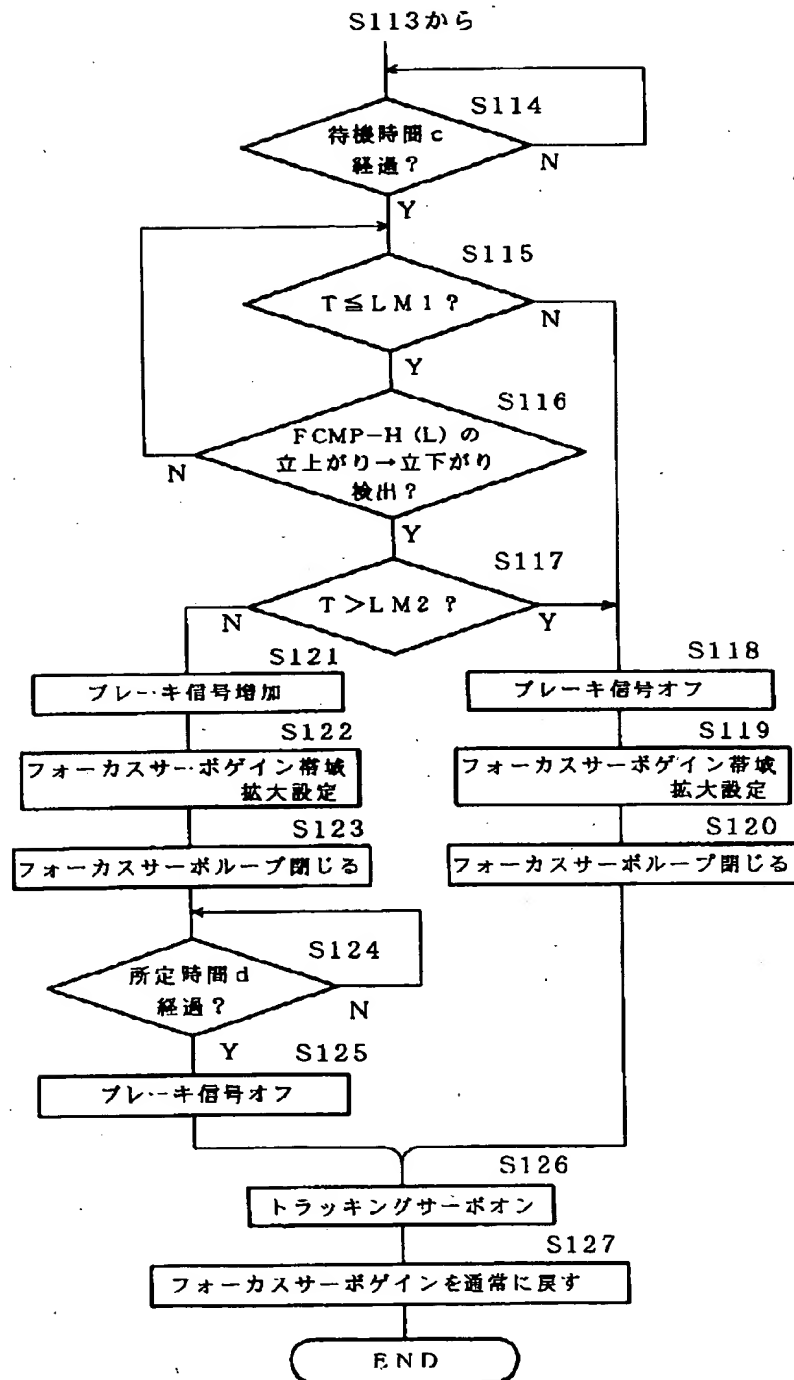 S113から
S114
待機時間c
経過?
N
Y
S115
T≦LM1?
N
Y
S116
FCMP-H(L)の
立上がり→立下がり
検出?
N
Y
S117
T>LM2?
N
Y
S121
ブレーキ信号増加
S118
ブレーキ信号オフ
S122
フォーカスサーボゲイン帯域
拡大設定
S119
フォーカスサーボゲイン帯域
拡大設定
S123
フォーカスサーボループ閉じる
S120
フォーカスサーボループ閉じる
S124
所定時間d
経過?
N
Y
S125
ブレーキ信号オフ
S126
トラッキングサーボオン
S127
フォーカスサーボゲインを通常に戻す
END